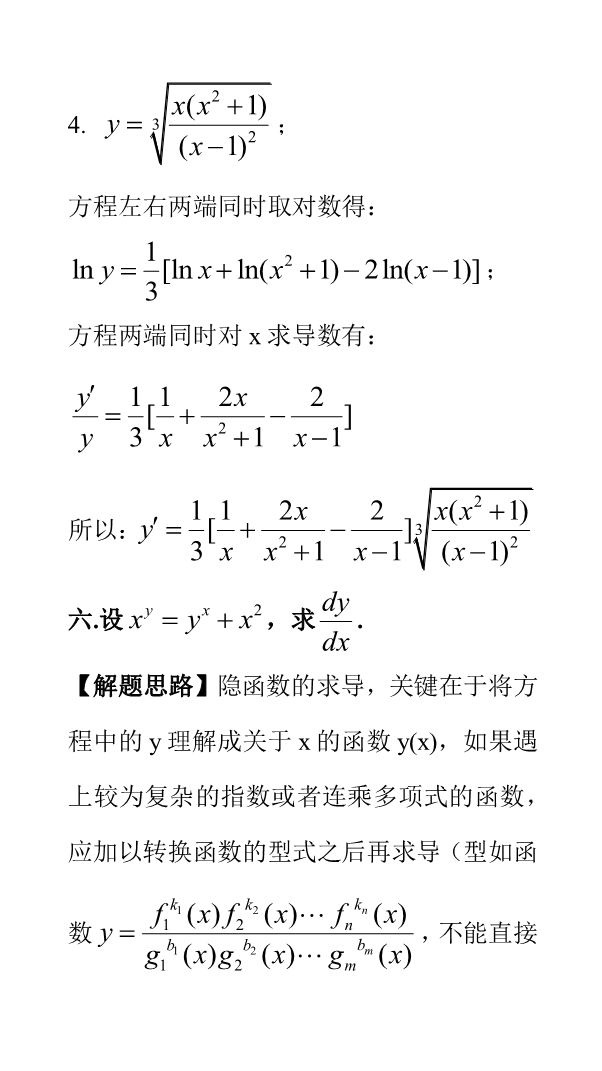 4. $y=\sqrt[3]{\frac{x(x^2+1)}{(x-1)^2}}$；
方程左右两端同时取对数得：
$\ln y=\frac{1}{3}[\ln x+\ln(x^2+1)-2\ln(x-1)]$；
方程两端同时对 x 求导数有：
$\frac{y'}{y}=\frac{1}{3}[\frac{1}{x}+\frac{2x}{x^2+1}-\frac{2}{x-1}]$
所以：$y'=\frac{1}{3}[\frac{1}{x}+\frac{2x}{x^2+1}-\frac{2}{x-1}]\sqrt[3]{\frac{x(x^2+1)}{(x-1)^2}}$
六.设 $x^y=y^x+x^2$，求$\frac{dy}{dx}$.
【解题思路】隐函数的求导，关键在于将方
程中的 y 理解成关于 x 的函数 y(x)，如果遇
上较为复杂的指数或者连乘多项式的函数，
应加以转换函数的型式之后再求导（型如函
数 $y=\frac{f_1^{k_1}(x)f_2^{k_2}(x)\cdots f_n^{k_n}(x)}{g_1^{b_1}(x)g_2^{b_2}(x)\cdots g_m^{b_m}(x)}$，不能直接